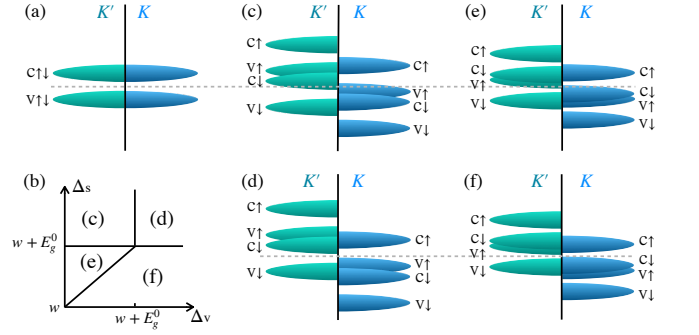 (a)
K′ K
c↑↓
v↑↓
(b)
Δs
w + E_g^0
(c)
(d)
(e)
(f)
w
w + E_g^0
Δv
(c)
c↑
v↑
c↓
v↓
c↑
v↑
c↓
v↓
(d)
K′ K
c↑
v↑
c↓
v↓
c↑
v↑
c↓
v↓
(e)
K′ K
c↑
c↓
v↑
v↓
c↑
c↓
v↑
v↓
(f)
K′ K
c↑
c↓
v↑
v↓
c↑
c↓
v↑
v↓